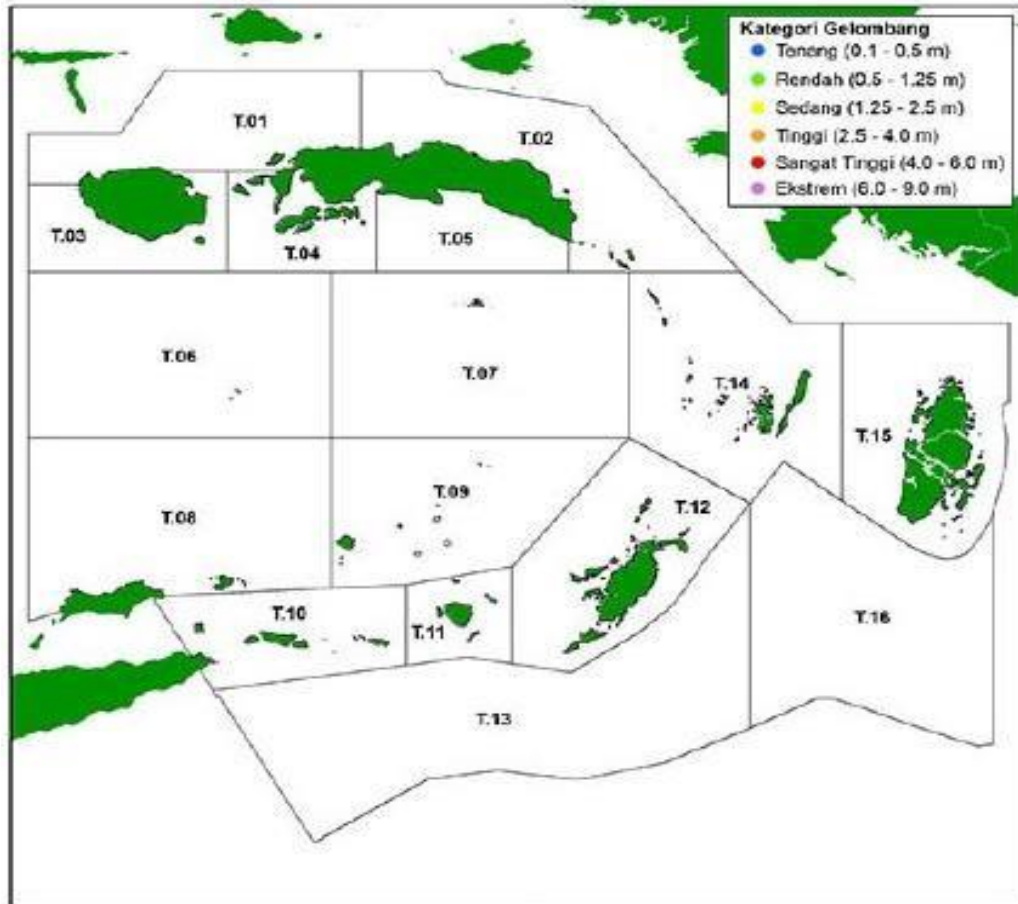 Kategori Gelombang
Tenang (0.1 - 0.5 m)
Rendah (0.5 - 1.25 m)
Sedang (1.25 - 2.5 m)
Tinggi (2.5 - 4.0 m)
Sangat Tinggi (4.0 - 6.0 m)
Ekstrem (6.0 - 9.0 m)
T.01
T.02
T.03
T.04
T.05
T.06
T.07
T.14
T.15
T.08
T.09
T.12
T.10
T.11
T.16
T.13